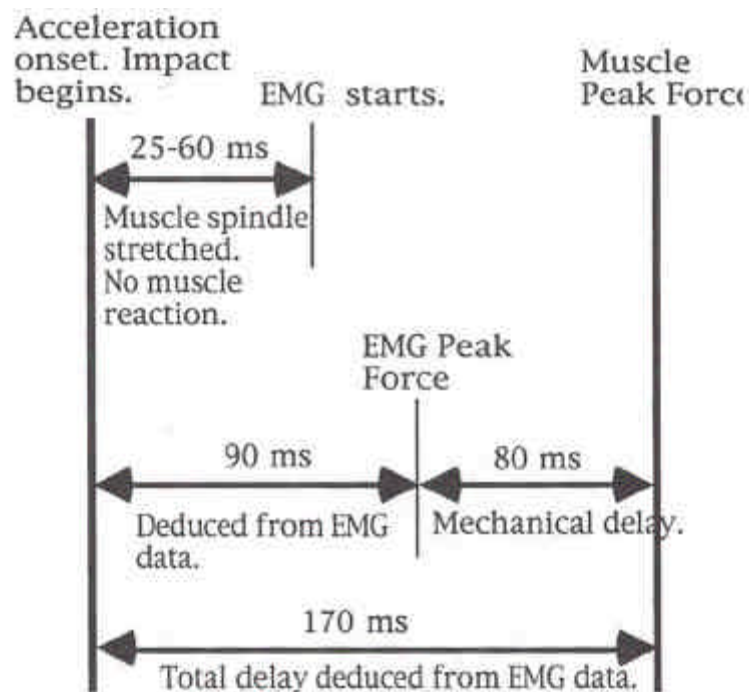 Acceleration
onset. Impact
begins.
EMG starts.
Muscle
Peak Forc
25-60 ms
Muscle spindle
stretched.
No muscle
reaction.
EMG Peak
Force
90 ms
80 ms
Deduced from EMG
data.
Mechanical delay.
170 ms
Total delay deduced from EMG data.